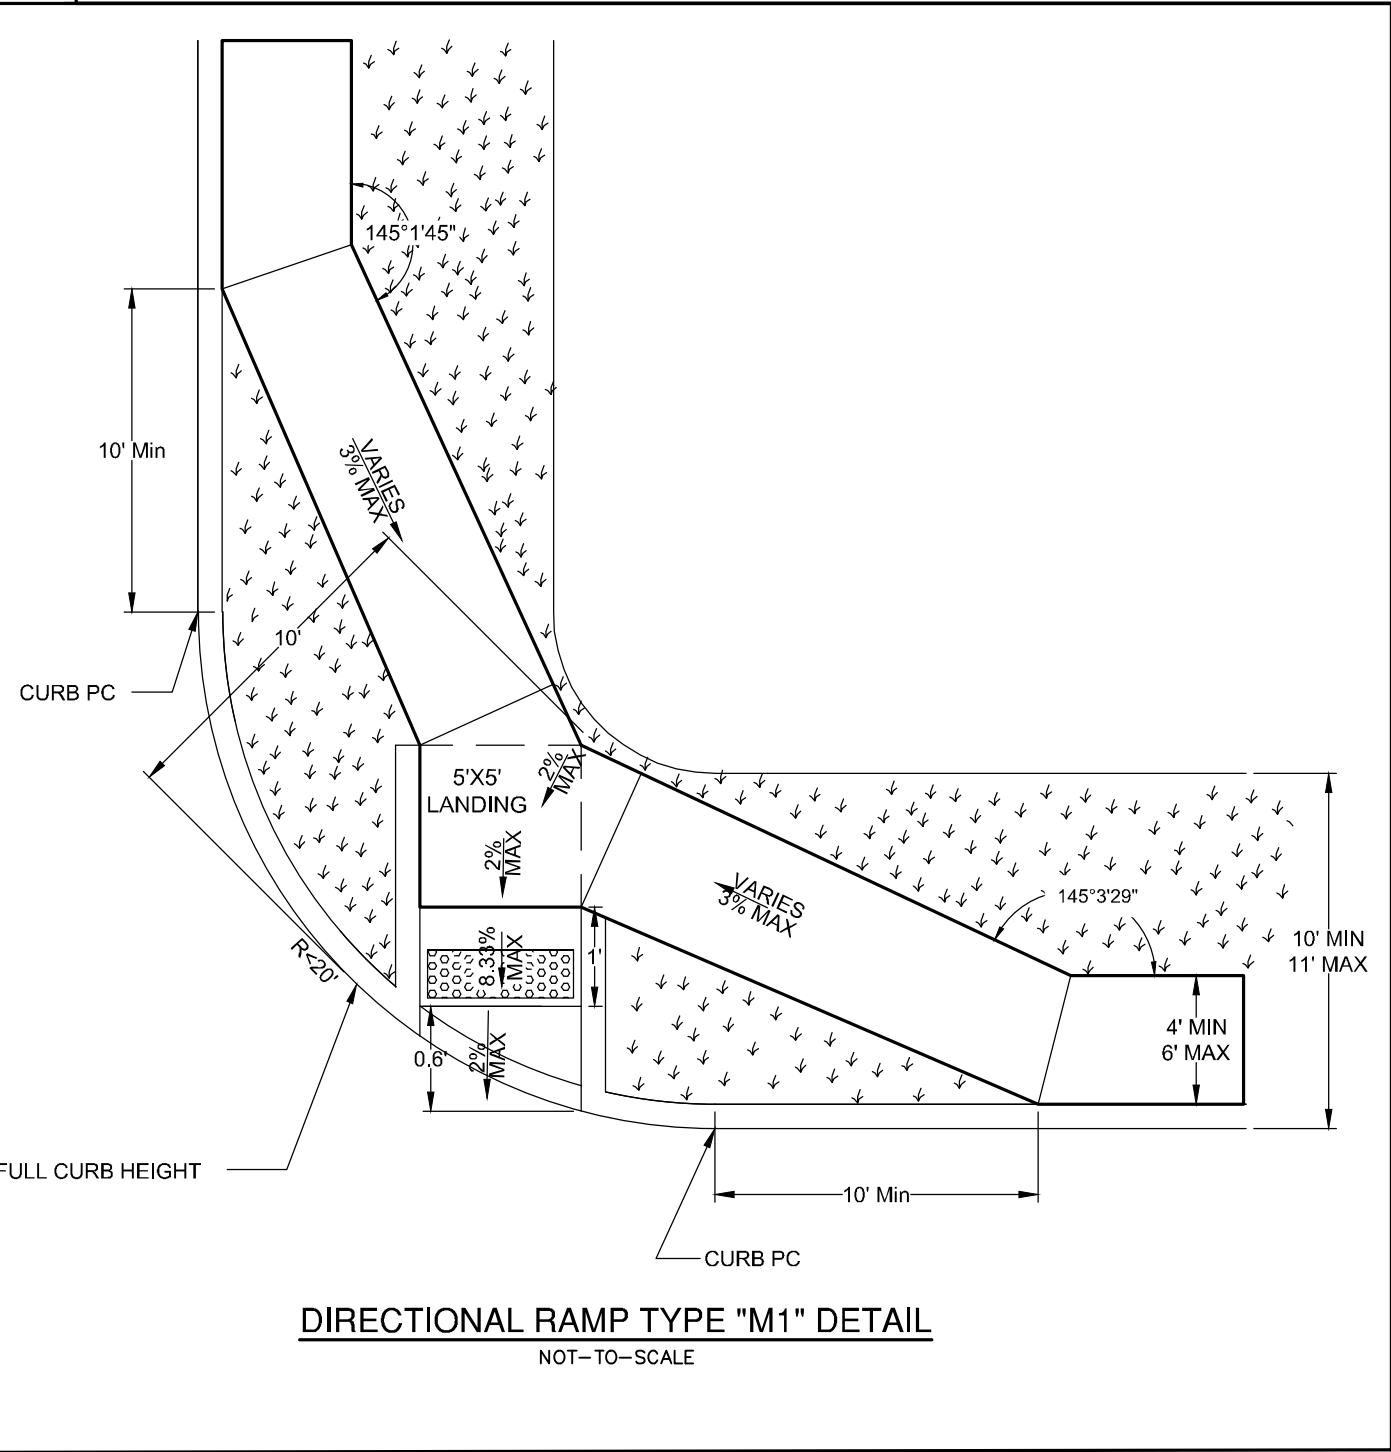 145°1'45"
10' Min
VARIES
3% MAX
10'
CURB PC
5'X5'
LANDING
2%
MAX
2%
MAX
VARIES
3% MAX
145°3'29"
10' MIN
11' MAX
R<20'
8.33%
MAX
1'
4' MIN
6' MAX
0.6'
2%
MAX
FULL CURB HEIGHT
10' Min
CURB PC
DIRECTIONAL RAMP TYPE "M1" DETAIL
NOT-TO-SCALE